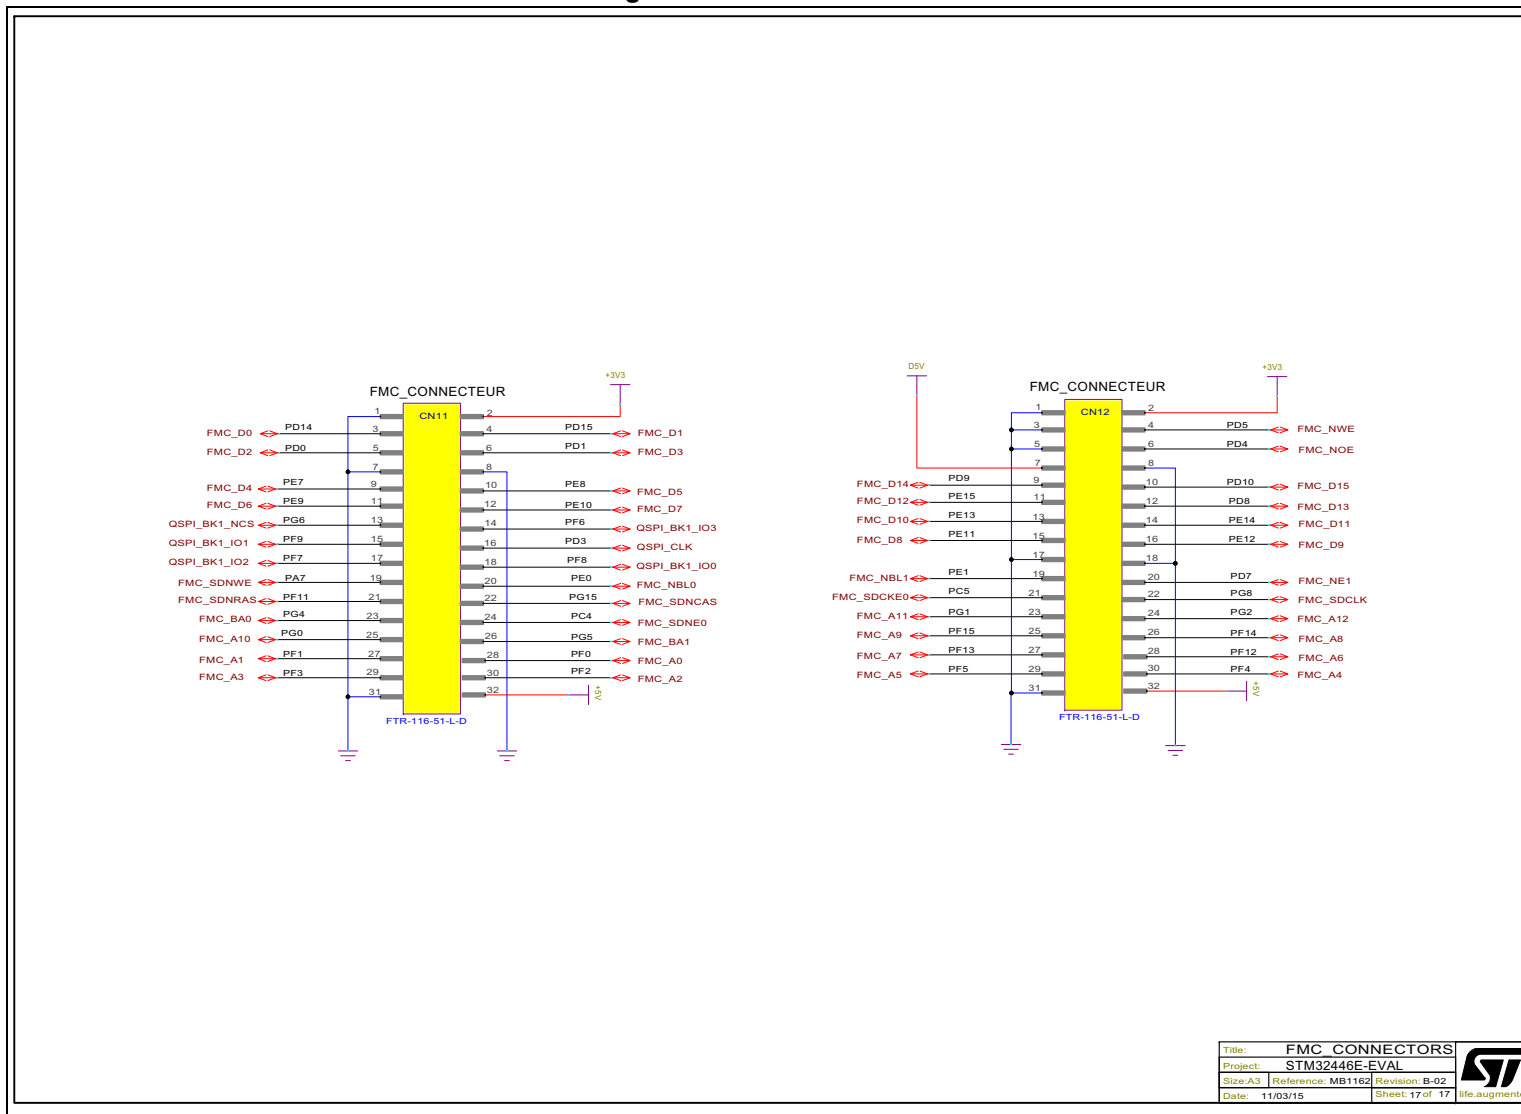 FMC_CONNECTEUR
+3V3
CN11
1 2
FMC_D0 PD14 3 4 PD15 FMC_D1
FMC_D2 PD0 5 6 PD1 FMC_D3
7 8
FMC_D4 PE7 9 10 PE8 FMC_D5
FMC_D6 PE9 11 12 PE10 FMC_D7
QSPI_BK1_NCS PG6 13 14 PF6 QSPI_BK1_IO3
QSPI_BK1_IO1 PF9 15 16 PD3 QSPI_CLK
QSPI_BK1_IO2 PF7 17 18 PF8 QSPI_BK1_IO0
FMC_SDNWE PA7 19 20 PE0 FMC_NBL0
FMC_SDNRAS PF11 21 22 PG15 FMC_SDNCAS
FMC_BA0 PG4 23 24 PC4 FMC_SDNE0
FMC_A10 PG0 25 26 PG5 FMC_BA1
FMC_A1 PF1 27 28 PF0 FMC_A0
FMC_A3 PF3 29 30 PF2 FMC_A2
31 32 +5V
FTR-116-51-L-D
D5V
FMC_CONNECTEUR
+3V3
CN12
1 2
3 4 PD5 FMC_NWE
5 6 PD4 FMC_NOE
7 8
FMC_D14 PD9 9 10 PD10 FMC_D15
FMC_D12 PE15 11 12 PD8 FMC_D13
FMC_D10 PE13 13 14 PE14 FMC_D11
FMC_D8 PE11 15 16 PE12 FMC_D9
17 18
FMC_NBL1 PE1 19 20 PD7 FMC_NE1
FMC_SDCKE0 PC5 21 22 PG8 FMC_SDCLK
FMC_A11 PG1 23 24 PG2 FMC_A12
FMC_A9 PF15 25 26 PF14 FMC_A8
FMC_A7 PF13 27 28 PF12 FMC_A6
FMC_A5 PF5 29 30 PF4 FMC_A4
31 32 +5V
FTR-116-51-L-D
Title: FMC_CONNECTORS
Project: STM32446E-EVAL
Size:A3 Reference: MB1162 Revision: B-02
Date: 11/03/15 Sheet: 17 of 17
ST